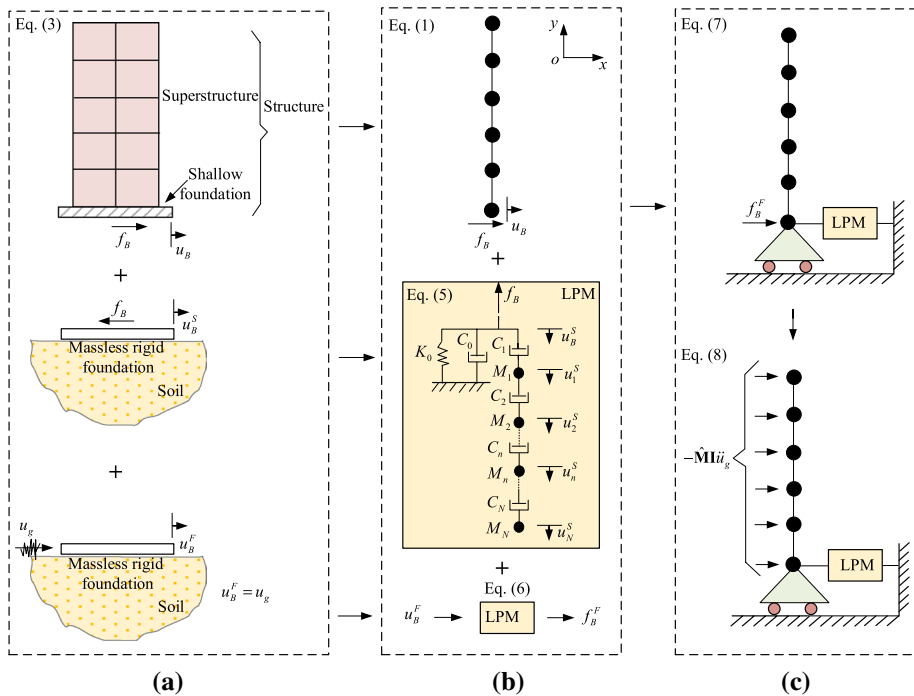 Eq. (3)
Superstructure
Structure
Shallow
foundation
f_B
u_B
+
f_B
u_B^S
Massless rigid
foundation
Soil
+
u_g
u_B^F
Massless rigid
foundation
Soil
u_B^F = u_g
(a)
Eq. (1)
y
o
x
f_B
u_B
+
Eq. (5)
f_B
LPM
K_0
C_0
C_1
u_B^S
M_1
u_1^S
C_2
M_2
u_2^S
C_n
M_n
u_n^S
C_N
M_N
u_N^S
+
Eq. (6)
u_B^F
LPM
f_B^F
(b)
Eq. (7)
f_B^F
LPM
Eq. (8)
−M̂Iü_g
LPM
(c)